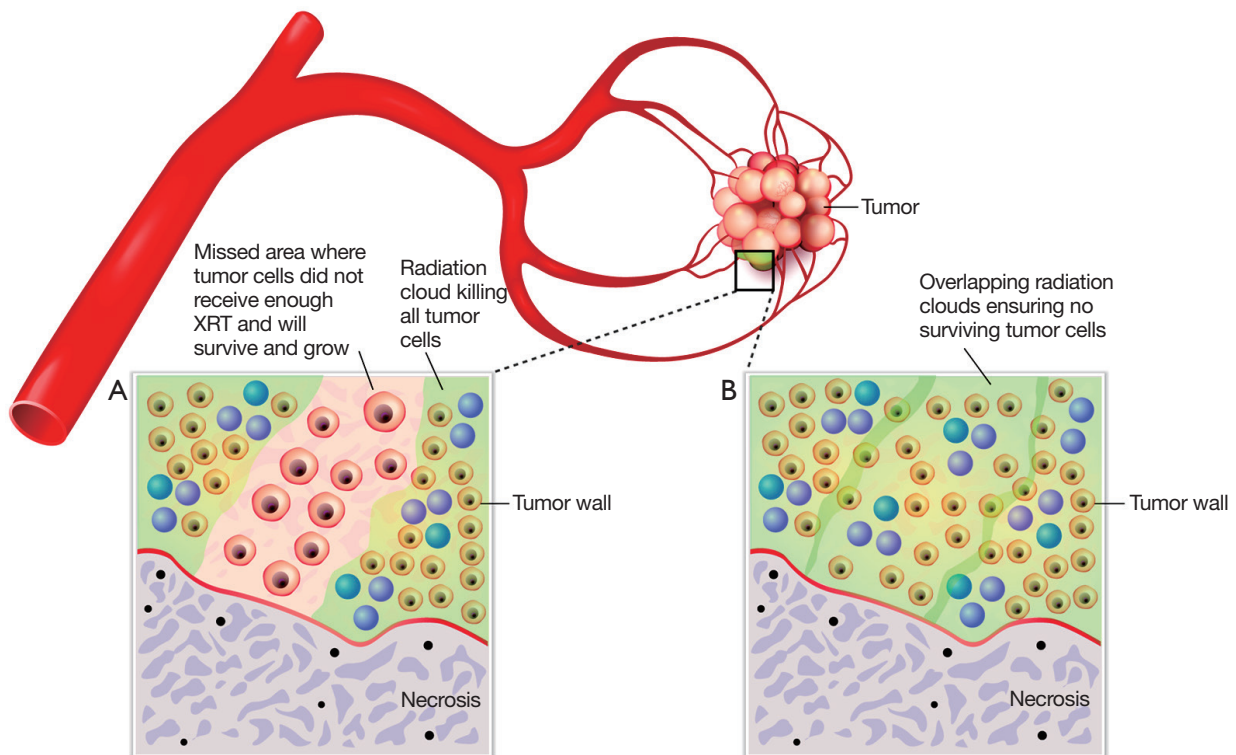 Tumor
Missed area where
tumor cells did not
receive enough
XRT and will
survive and grow
Radiation
cloud killing
all tumor
cells
Overlapping radiation
clouds ensuring no
surviving tumor cells
A
Tumor wall
Necrosis
B
Tumor wall
Necrosis